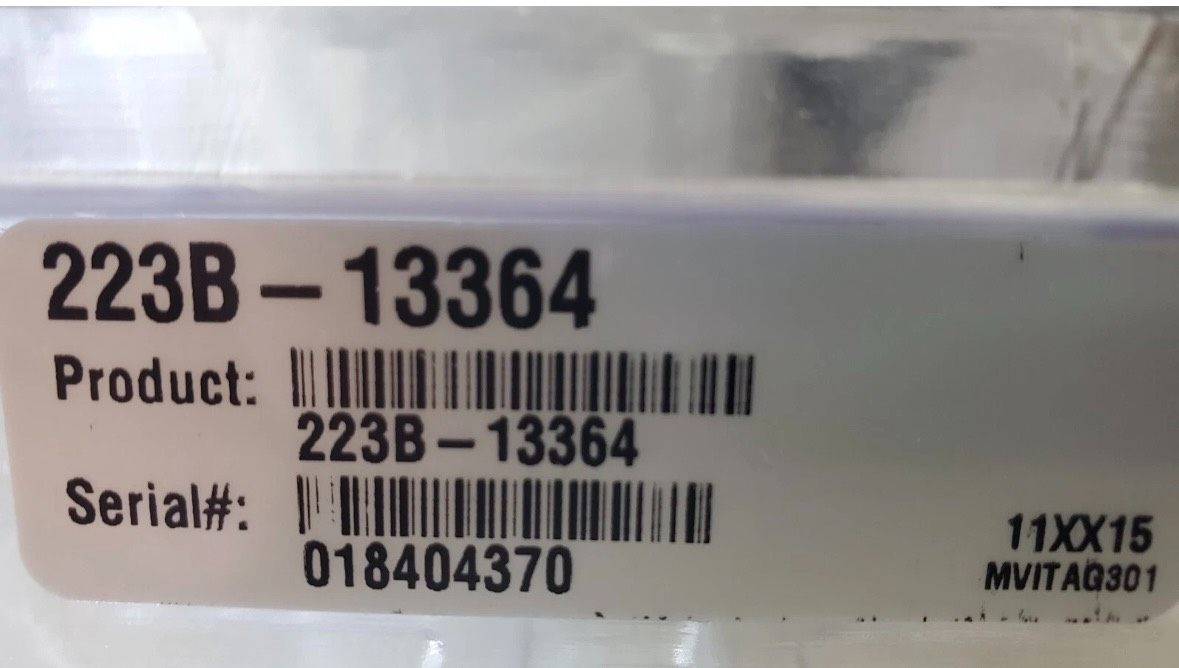 223B-13364
Product:
223B-13364
Serial#:
018404370
11XX15
MVITAQ301